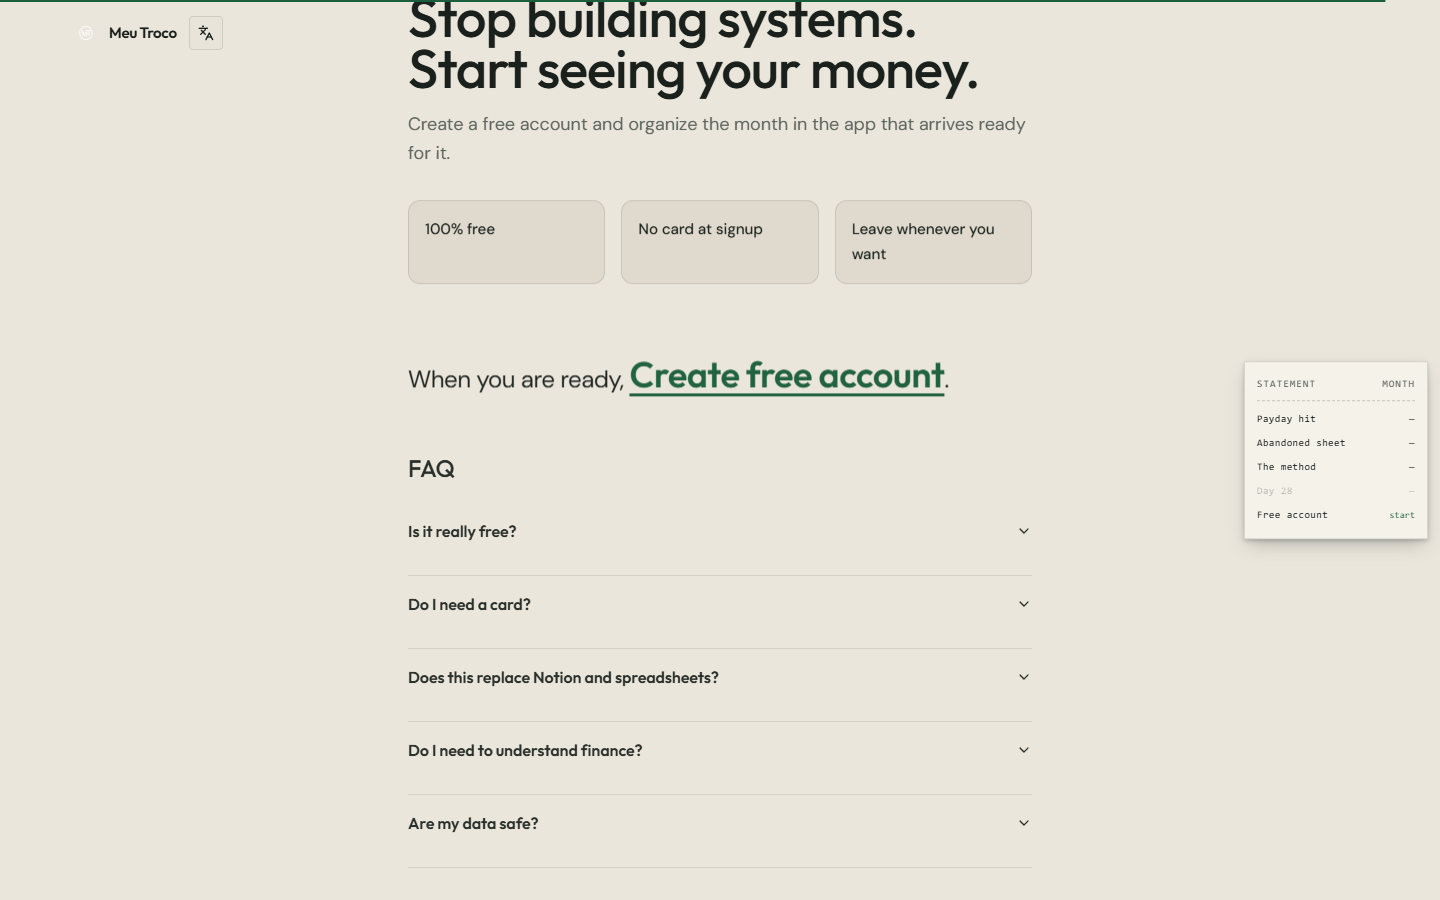 Meu Troco
Stop building systems.
Start seeing your money.
Create a free account and organize the month in the app that arrives ready
for it.
100% free
No card at signup
Leave whenever you
want
When you are ready, Create free account.
STATEMENT MONTH
Payday hit —
Abandoned sheet —
The method —
Day 28 —
Free account start
FAQ
Is it really free?
Do I need a card?
Does this replace Notion and spreadsheets?
Do I need to understand finance?
Are my data safe?